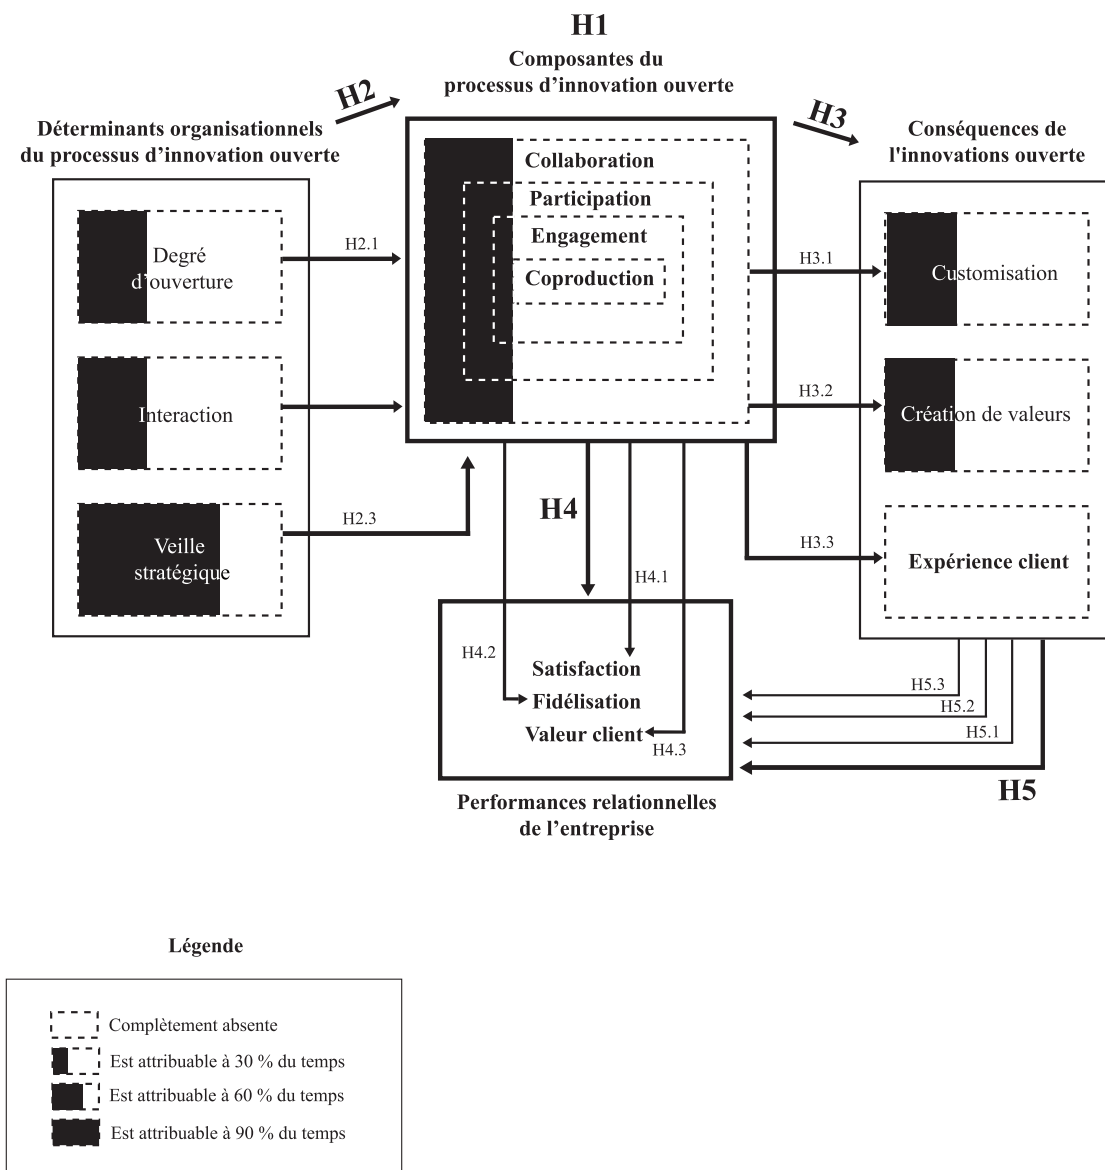 H1
Composantes du
processus d’innovation ouverte
H2
H3
Déterminants organisationnels
du processus d’innovation ouverte
Conséquences de
l'innovations ouverte
Collaboration
Participation
Engagement
Coproduction
Degré
d’ouverture
H2.1
Interaction
Veille
stratégique
H2.3
H3.1
Customisation
H3.2
Création de valeurs
H3.3
Expérience client
H4
H4.1
H4.2
Satisfaction
Fidélisation
Valeur client
H4.3
H5.3
H5.2
H5.1
H5
Performances relationnelles
de l’entreprise
Légende
Complètement absente
Est attribuable à 30 % du temps
Est attribuable à 60 % du temps
Est attribuable à 90 % du temps